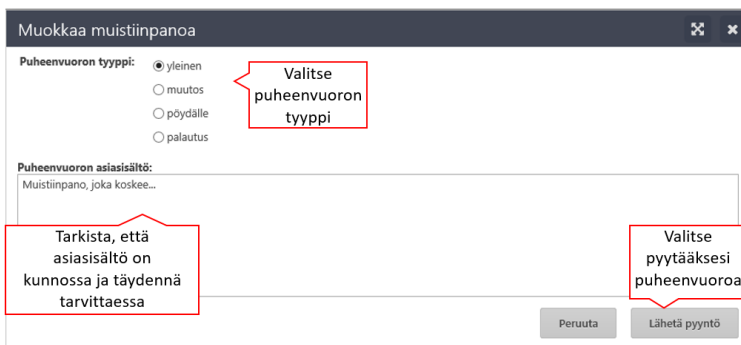 Muokkaa muistiinpanoa
Puheenvuoron tyyppi:
yleinen
muutos
pöydälle
palautus
Valitse
puheenvuoron
tyyppi
Puheenvuoron asiasisältö:
Muistiinpano, joka koskee...
Tarkista, että
asiasisältö on
kunnossa ja täydennä
tarvittaessa
Valitse
pyytääksesi
puheenvuoroa
Peruuta
Lähetä pyyntö